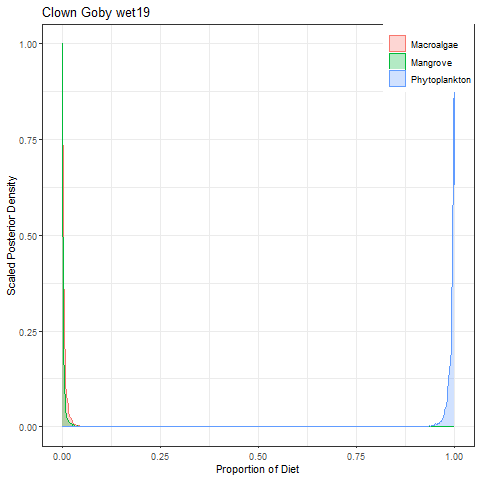 Clown Goby wet19
Macroalgae
Mangrove
Phytoplankton
1.00
0.75
0.50
0.25
0.00
Scaled Posterior Density
0.00 0.25 0.50 0.75 1.00
Proportion of Diet